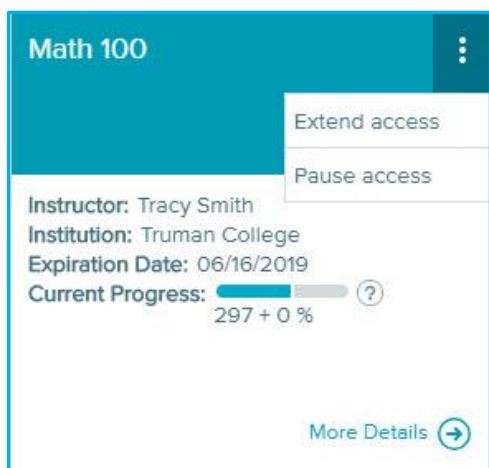 Math 100
Extend access
Pause access
Instructor: Tracy Smith
Institution: Truman College
Expiration Date: 06/16/2019
Current Progress: ?
297 + 0 %
More Details